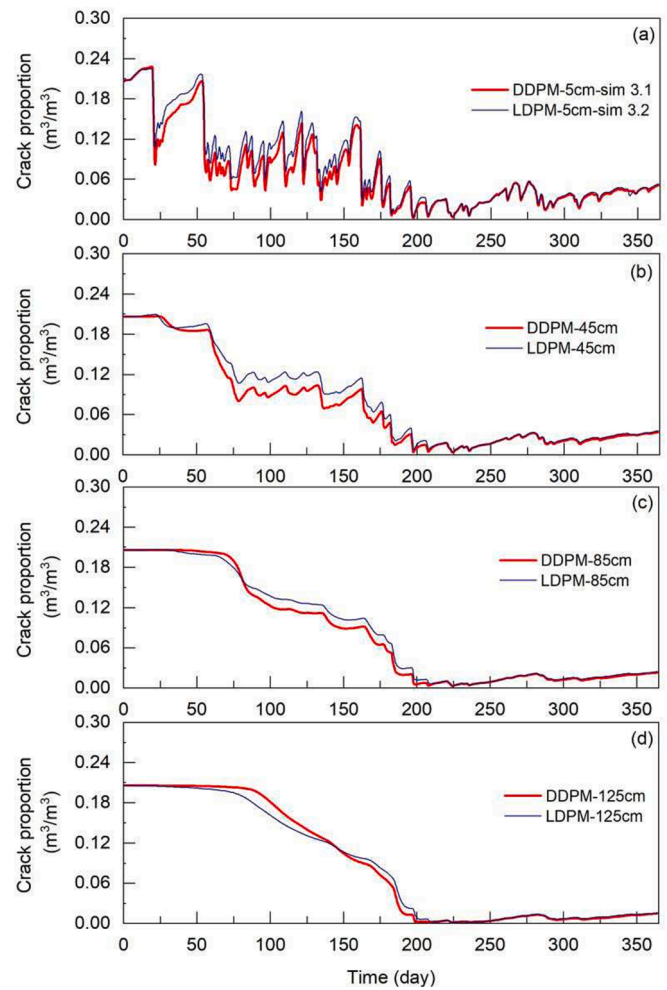 (a)
0.30
0.24
0.18
0.12
0.06
0.00
Crack proportion
(m³/m³)
DDPM-5cm-sim 3.1
LDPM-5cm-sim 3.2
0 50 100 150 200 250 300 350
(b)
0.30
0.24
0.18
0.12
0.06
0.00
Crack proportion
(m³/m³)
DDPM-45cm
LDPM-45cm
0 50 100 150 200 250 300 350
(c)
0.30
0.24
0.18
0.12
0.06
0.00
Crack proportion
(m³/m³)
DDPM-85cm
LDPM-85cm
0 50 100 150 200 250 300 350
(d)
0.30
0.24
0.18
0.12
0.06
0.00
Crack proportion
(m³/m³)
DDPM-125cm
LDPM-125cm
0 50 100 150 200 250 300 350
Time (day)